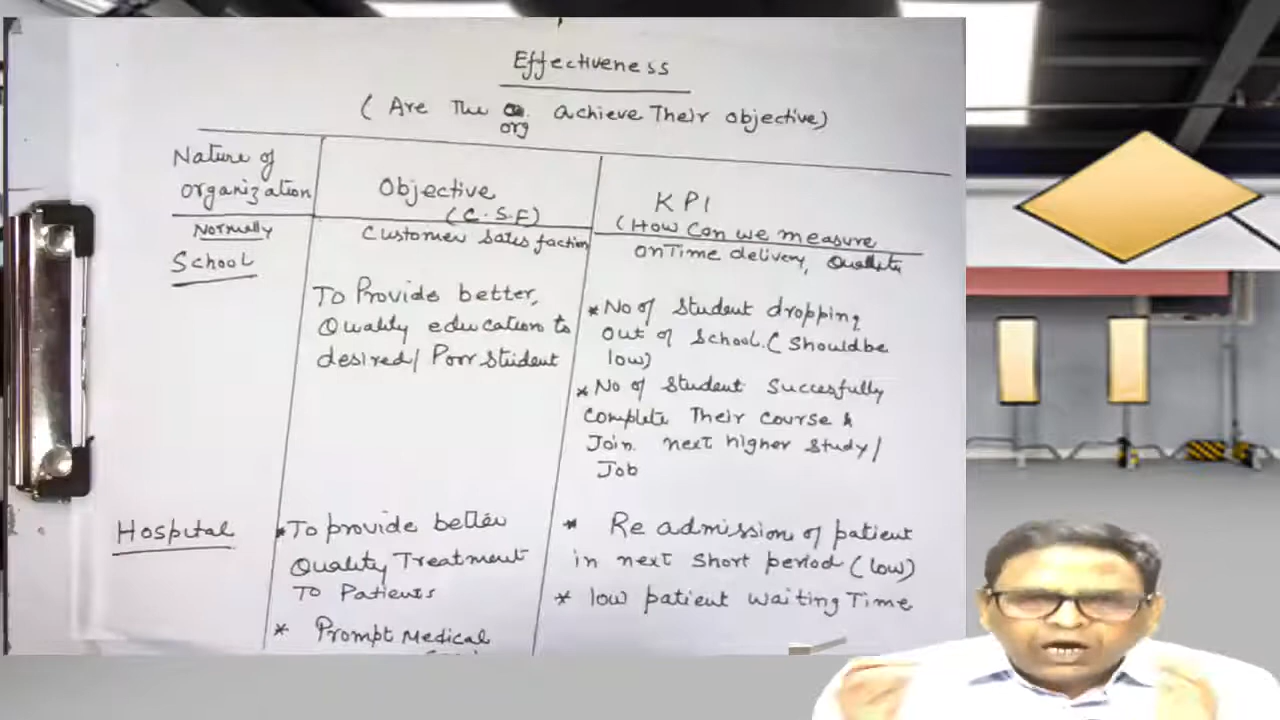 Effectiveness
(Are The org achieve Their objective)
Nature of
organization
Objective
(C.S.F)
KPI
(How Can we measure
Normally
Customer Satesfaction
onTime delivery,
School
To Provide better,
Quality education to
desired/ Poor Student
* No of Student dropping
out of School. (Should be
low)
* No of Student Succesfully
complete Their course &
Join next higher study/
Job
Hospital
* To provide better
Quality Treatment
To Patients
* Prompt Medical
* Re admission of patient
in next Short period (low)
* low patient waiting Time